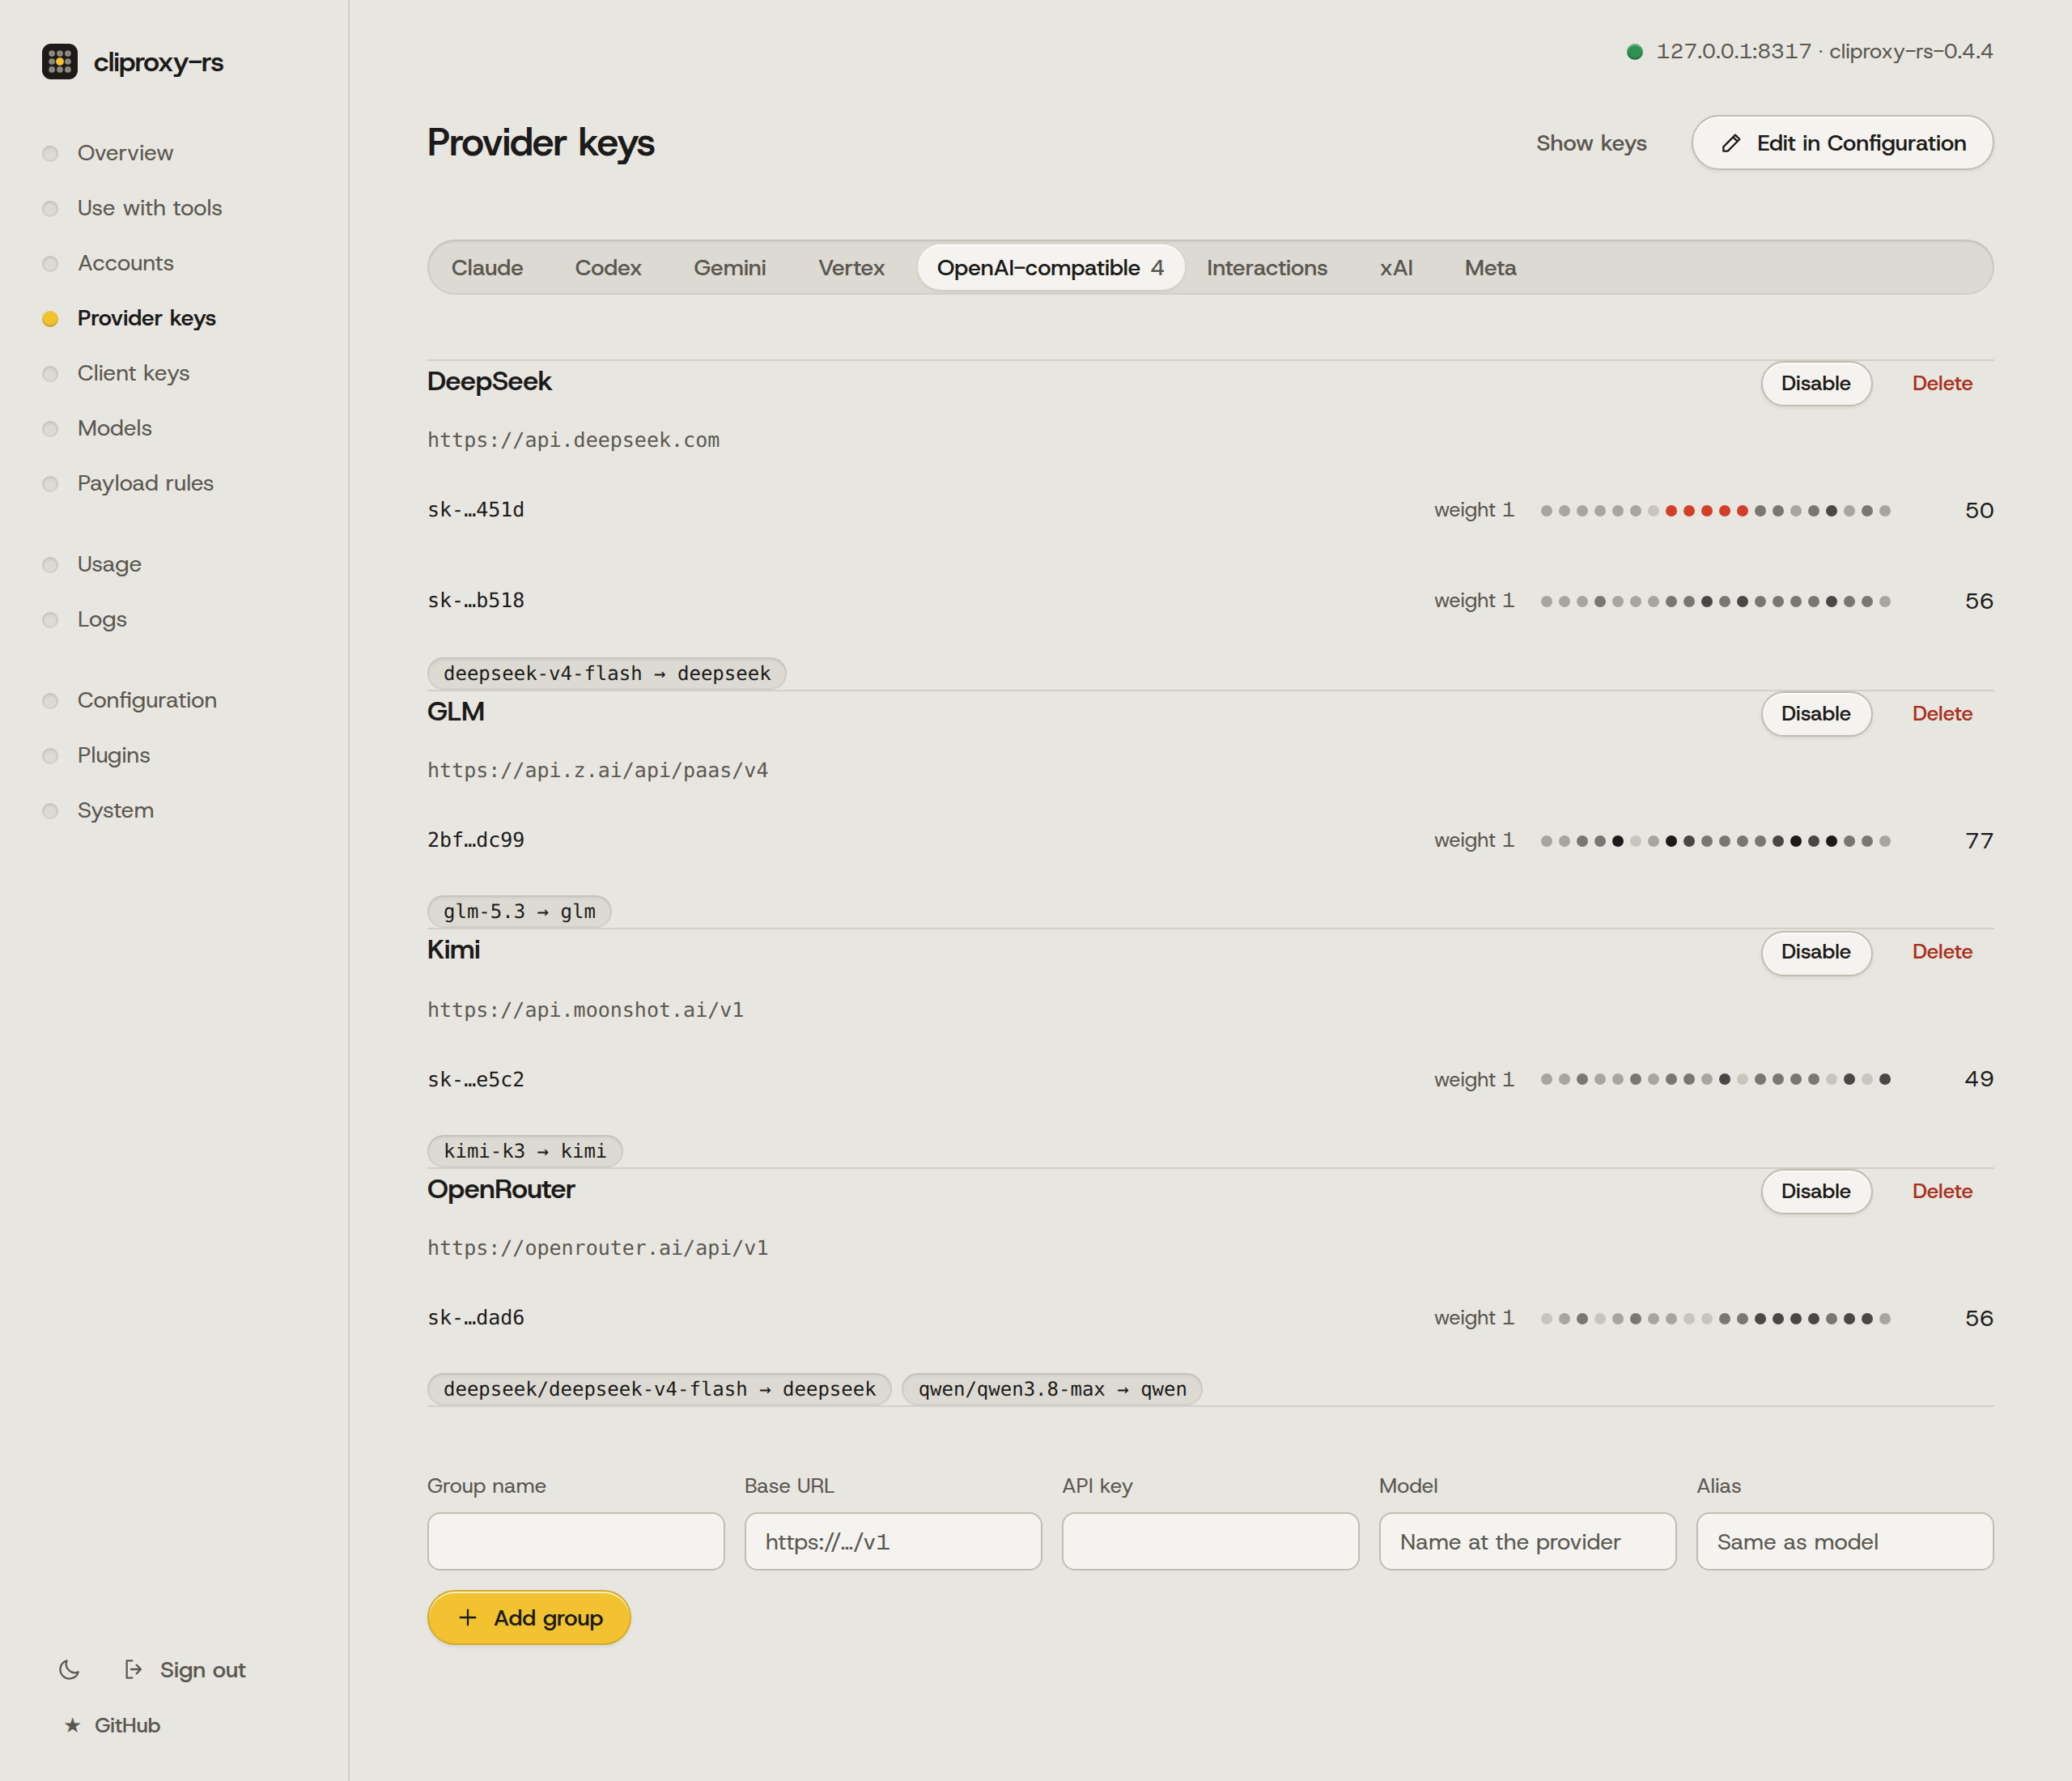 cliproxy-rs
127.0.0.1:8317 · cliproxy-rs-0.4.4
Overview
Use with tools
Accounts
Provider keys
Client keys
Models
Payload rules
Usage
Logs
Configuration
Plugins
System
Sign out
★ GitHub
Provider keys
Show keys
Edit in Configuration
Claude Codex Gemini Vertex OpenAI-compatible 4 Interactions xAI Meta
DeepSeek Disable Delete
https://api.deepseek.com
sk-…451d weight 1 50
sk-…b518 weight 1 56
deepseek-v4-flash → deepseek
GLM Disable Delete
https://api.z.ai/api/paas/v4
2bf…dc99 weight 1 77
glm-5.3 → glm
Kimi Disable Delete
https://api.moonshot.ai/v1
sk-…e5c2 weight 1 49
kimi-k3 → kimi
OpenRouter Disable Delete
https://openrouter.ai/api/v1
sk-…dad6 weight 1 56
deepseek/deepseek-v4-flash → deepseek qwen/qwen3.8-max → qwen
Group name Base URL API key Model Alias
https://…/v1 Name at the provider Same as model
+ Add group